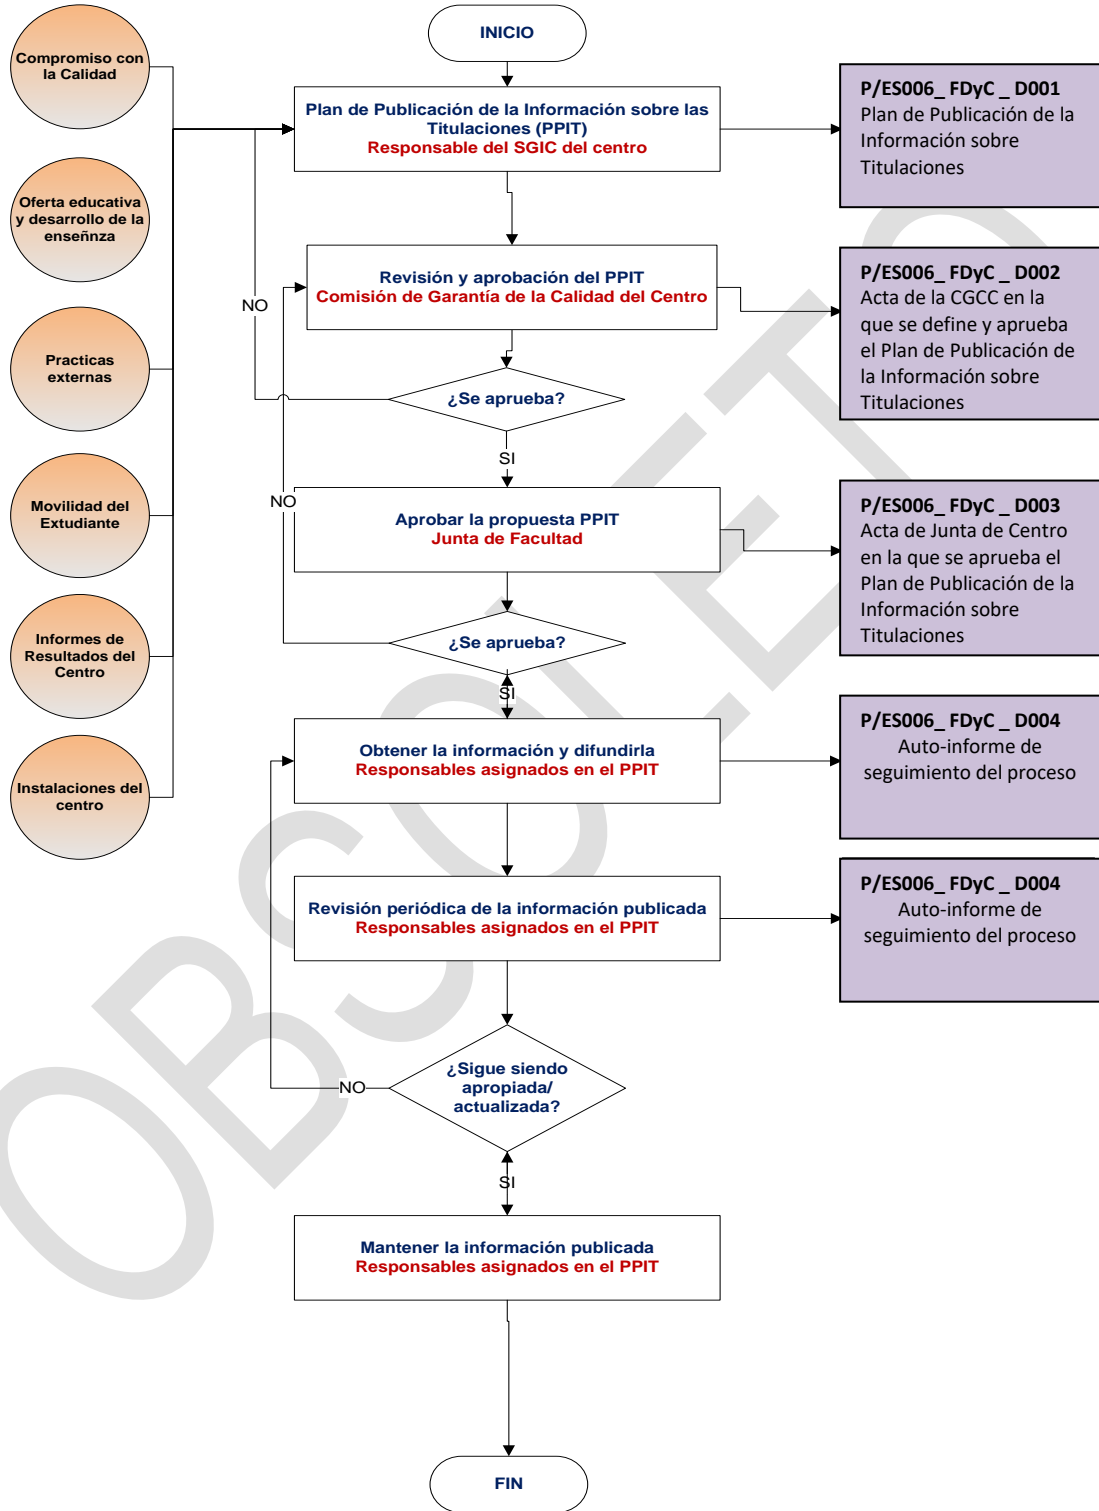 INICIO
Compromiso con
la Calidad
Plan de Publicación de la Información sobre las
Titulaciones (PPIT)
Responsable del SGIC del centro
P/ES006_ FDyC _ D001
Plan de Publicación de la
Información sobre
Titulaciones
Oferta educativa
y desarrollo de la
enseñnza
Revisión y aprobación del PPIT
Comisión de Garantía de la Calidad del Centro
NO
P/ES006_ FDyC _ D002
Acta de la CGCC en la
que se define y aprueba
el Plan de Publicación de
la Información sobre
Titulaciones
Practicas
externas
¿Se aprueba?
SI
Movilidad del
Extudiante
NO
Aprobar la propuesta PPIT
Junta de Facultad
P/ES006_ FDyC _ D003
Acta de Junta de Centro
en la que se aprueba el
Plan de Publicación de la
Información sobre
Titulaciones
Informes de
Resultados del
Centro
¿Se aprueba?
SI
Instalaciones del
centro
Obtener la información y difundirla
Responsables asignados en el PPIT
P/ES006_ FDyC _ D004
Auto-informe de
seguimiento del proceso
Revisión periódica de la información publicada
Responsables asignados en el PPIT
P/ES006_ FDyC _ D004
Auto-informe de
seguimiento del proceso
¿Sigue siendo
apropiada/
actualizada?
NO
SI
Mantener la información publicada
Responsables asignados en el PPIT
FIN
OBSOLETO